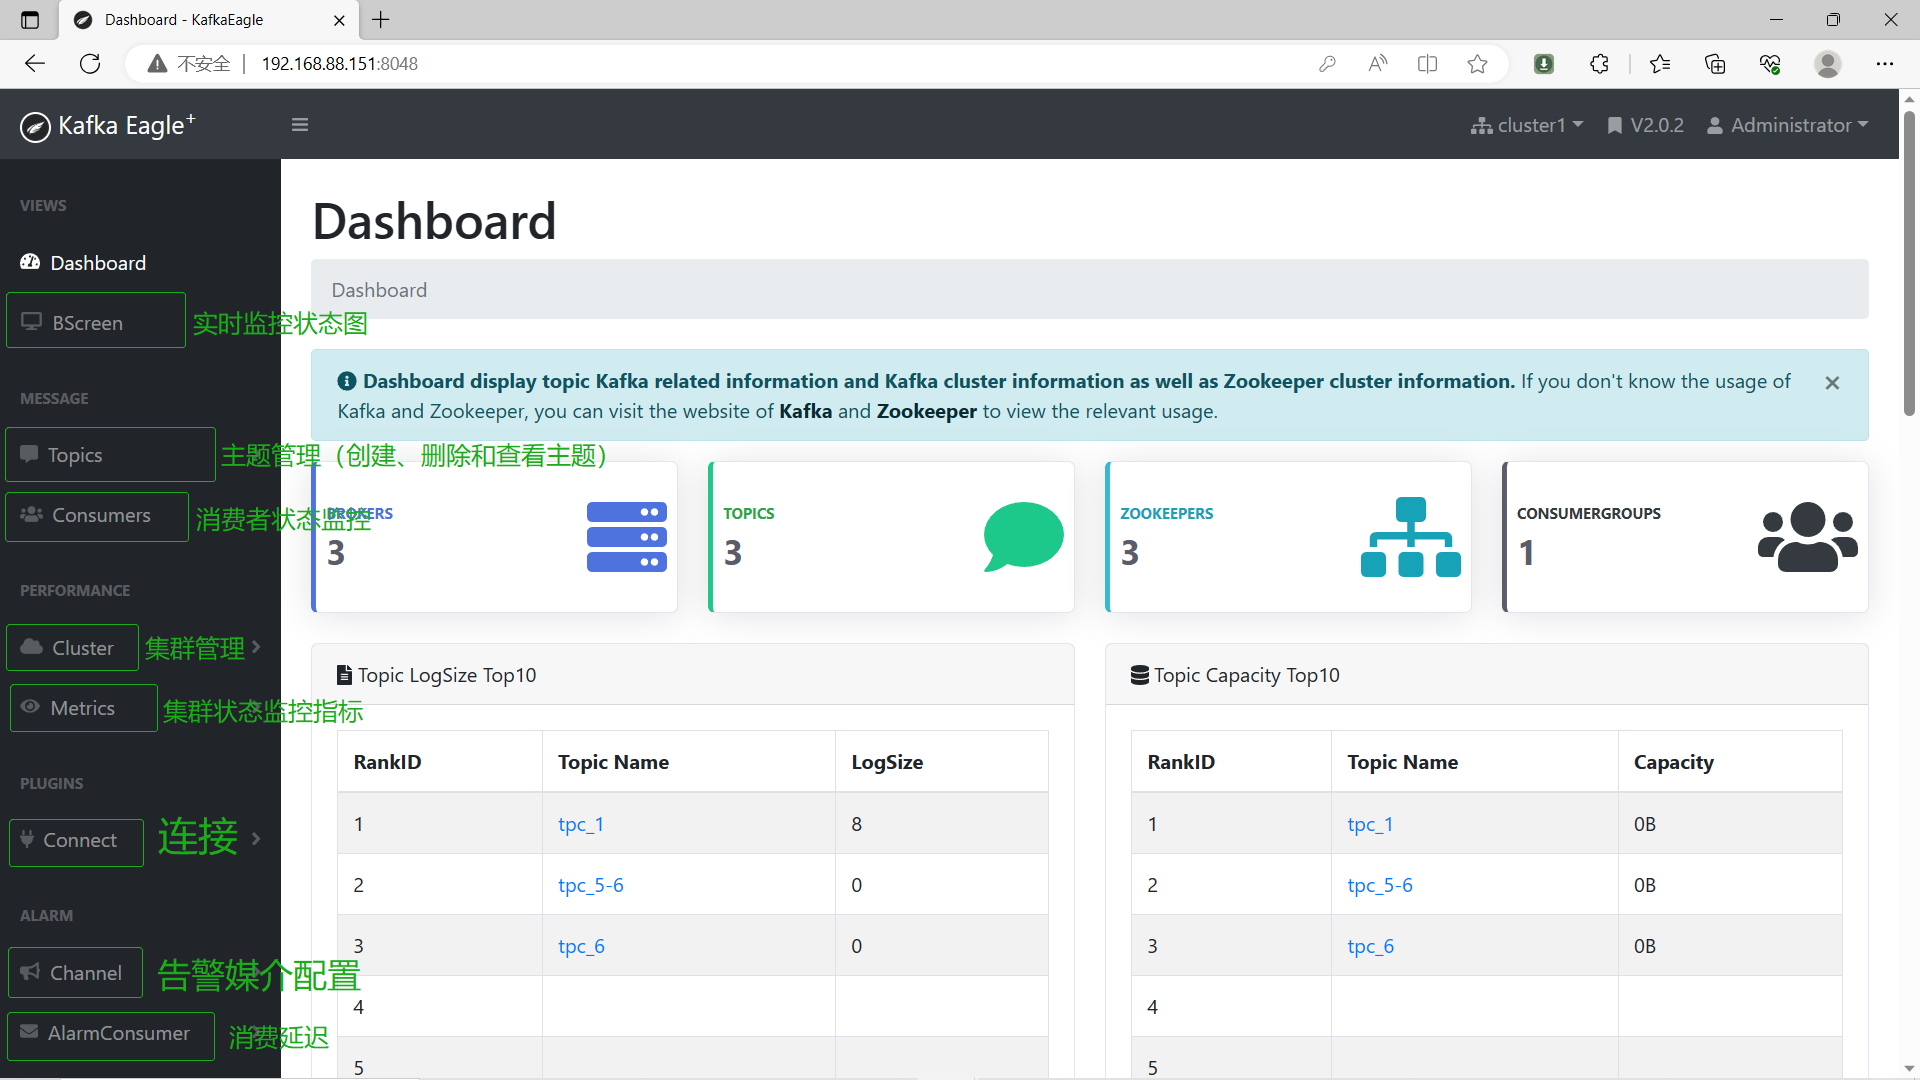 Dashboard - KafkaEagle
不安全 192.168.88.151:8048
Kafka Eagle+
cluster1 V2.0.2 Administrator
VIEWS
Dashboard
BScreen 实时监控状态图
MESSAGE
Topics 主题管理（创建、删除和查看主题）
Consumers 消费者状态监控
PERFORMANCE
Cluster 集群管理
Metrics 集群状态监控指标
PLUGINS
Connect 连接
ALARM
Channel 告警媒介配置
AlarmConsumer 消费延迟
Dashboard
Dashboard
Dashboard display topic Kafka related information and Kafka cluster information as well as Zookeeper cluster information. If you don't know the usage of
Kafka and Zookeeper, you can visit the website of Kafka and Zookeeper to view the relevant usage.
BROKERS
3
TOPICS
3
ZOOKEEPERS
3
CONSUMERGROUPS
1
Topic LogSize Top10
RankID Topic Name LogSize
1 tpc_1 8
2 tpc_5-6 0
3 tpc_6 0
4
5
Topic Capacity Top10
RankID Topic Name Capacity
1 tpc_1 0B
2 tpc_5-6 0B
3 tpc_6 0B
4
5